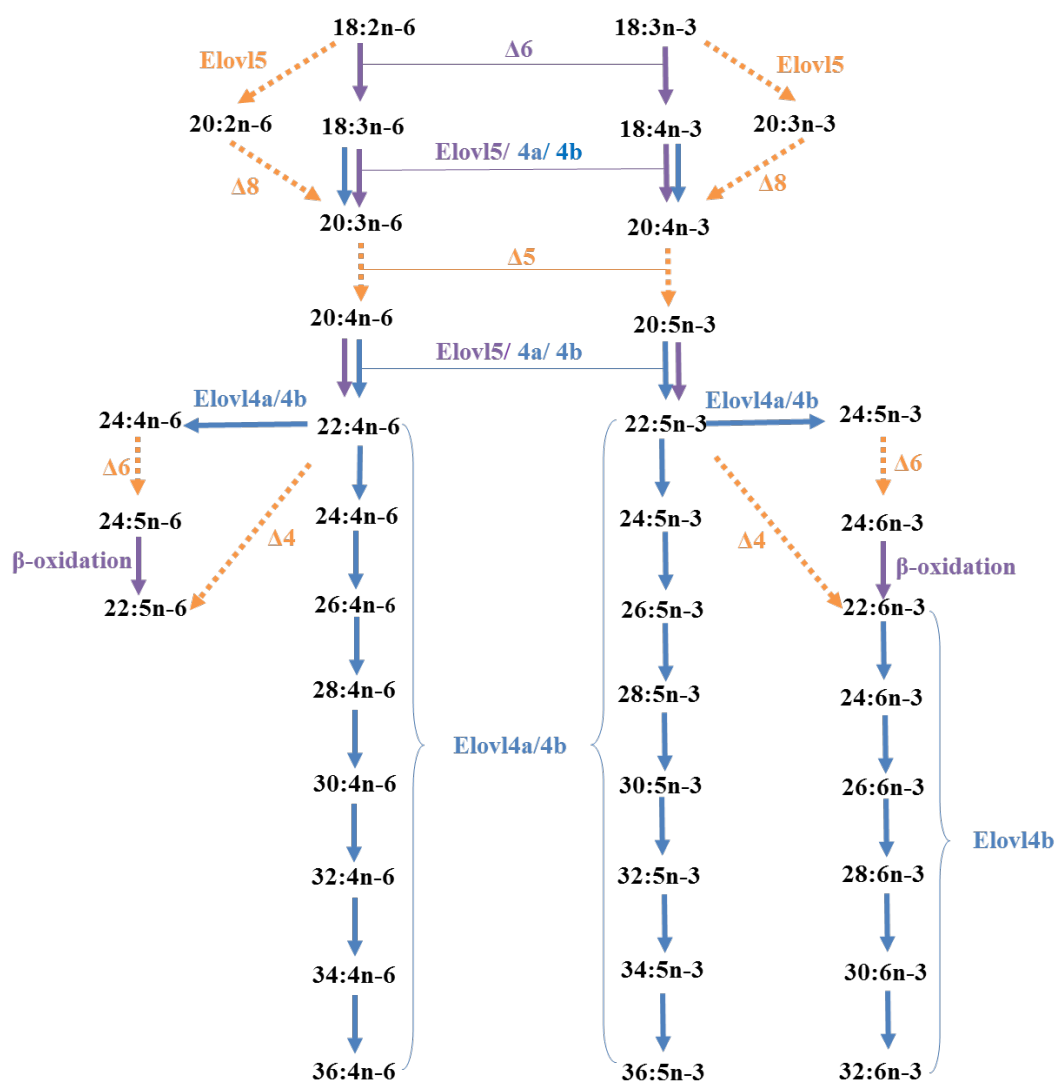 18:2n-6
18:3n-3
Elovl5
Δ6
Elovl5
20:2n-6
18:3n-6
18:4n-3
20:3n-3
Elovl5/ 4a/ 4b
Δ8
Δ8
20:3n-6
20:4n-3
Δ5
20:4n-6
20:5n-3
Elovl5/ 4a/ 4b
Elovl4a/4b
Elovl4a/4b
24:4n-6
22:4n-6
22:5n-3
24:5n-3
Δ6
Δ6
24:5n-6
24:4n-6
24:5n-3
24:6n-3
Δ4
Δ4
β-oxidation
β-oxidation
22:5n-6
26:4n-6
26:5n-3
22:6n-3
28:4n-6
28:5n-3
24:6n-3
Elovl4a/4b
30:4n-6
30:5n-3
26:6n-3
Elovl4b
32:4n-6
32:5n-3
28:6n-3
34:4n-6
34:5n-3
30:6n-3
36:4n-6
36:5n-3
32:6n-3